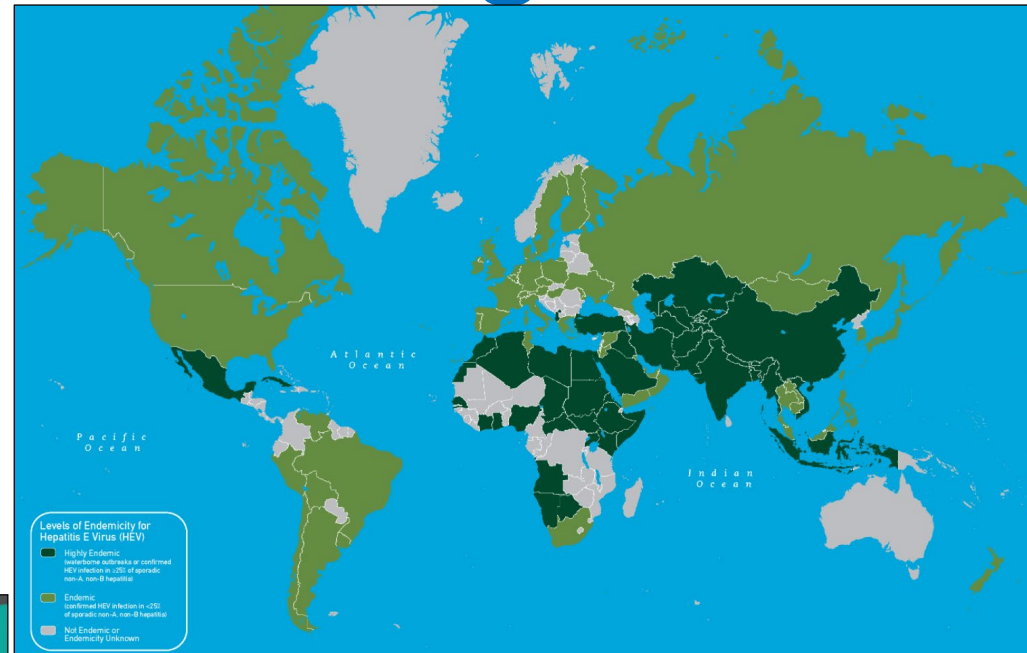 Atlantic
Ocean
Pacific
Ocean
Indian
Ocean
Levels of Endemicity for
Hepatitis E Virus (HEV)
Highly Endemic
(waterborne outbreaks or confirmed
HEV infection in ≥25% of sporadic
non-A, non-B hepatitis)
Endemic
(confirmed HEV infection in <25%
of sporadic non-A, non-B hepatitis)
Not Endemic or
Endemicity Unknown